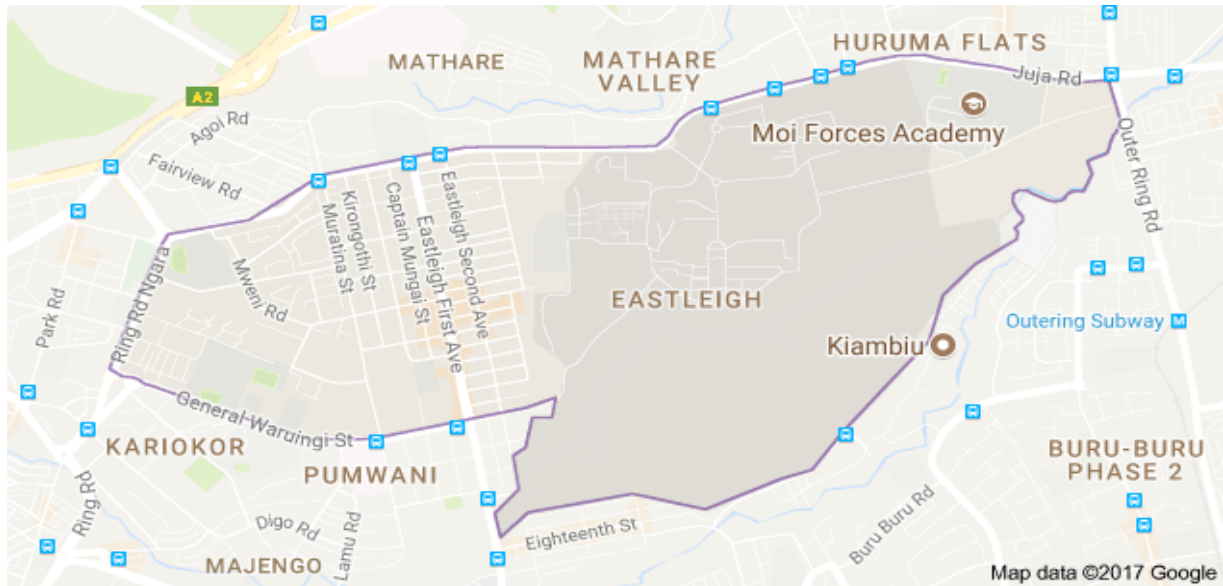 HURUMA FLATS
MATHARE
MATHARE
VALLEY
Juja Rd
A2
Agoi Rd
Moi Forces Academy
Fairview Rd
Outer Ring Rd
Kirongothi St
Muratina St
Captain Mungai St
Eastleigh First Ave
Eastleigh Second Ave
Mweni Rd
Ring Rd Ngara
Park Rd
EASTLEIGH
Outering Subway
M
Kiambiu
General Waruingi St
KARIOKOR
PUMWANI
BURU-BURU
PHASE 2
Ring Rd
Digo Rd
Lamu Rd
Eighteenth St
Buru Buru Rd
MAJENGO
Map data ©2017 Google